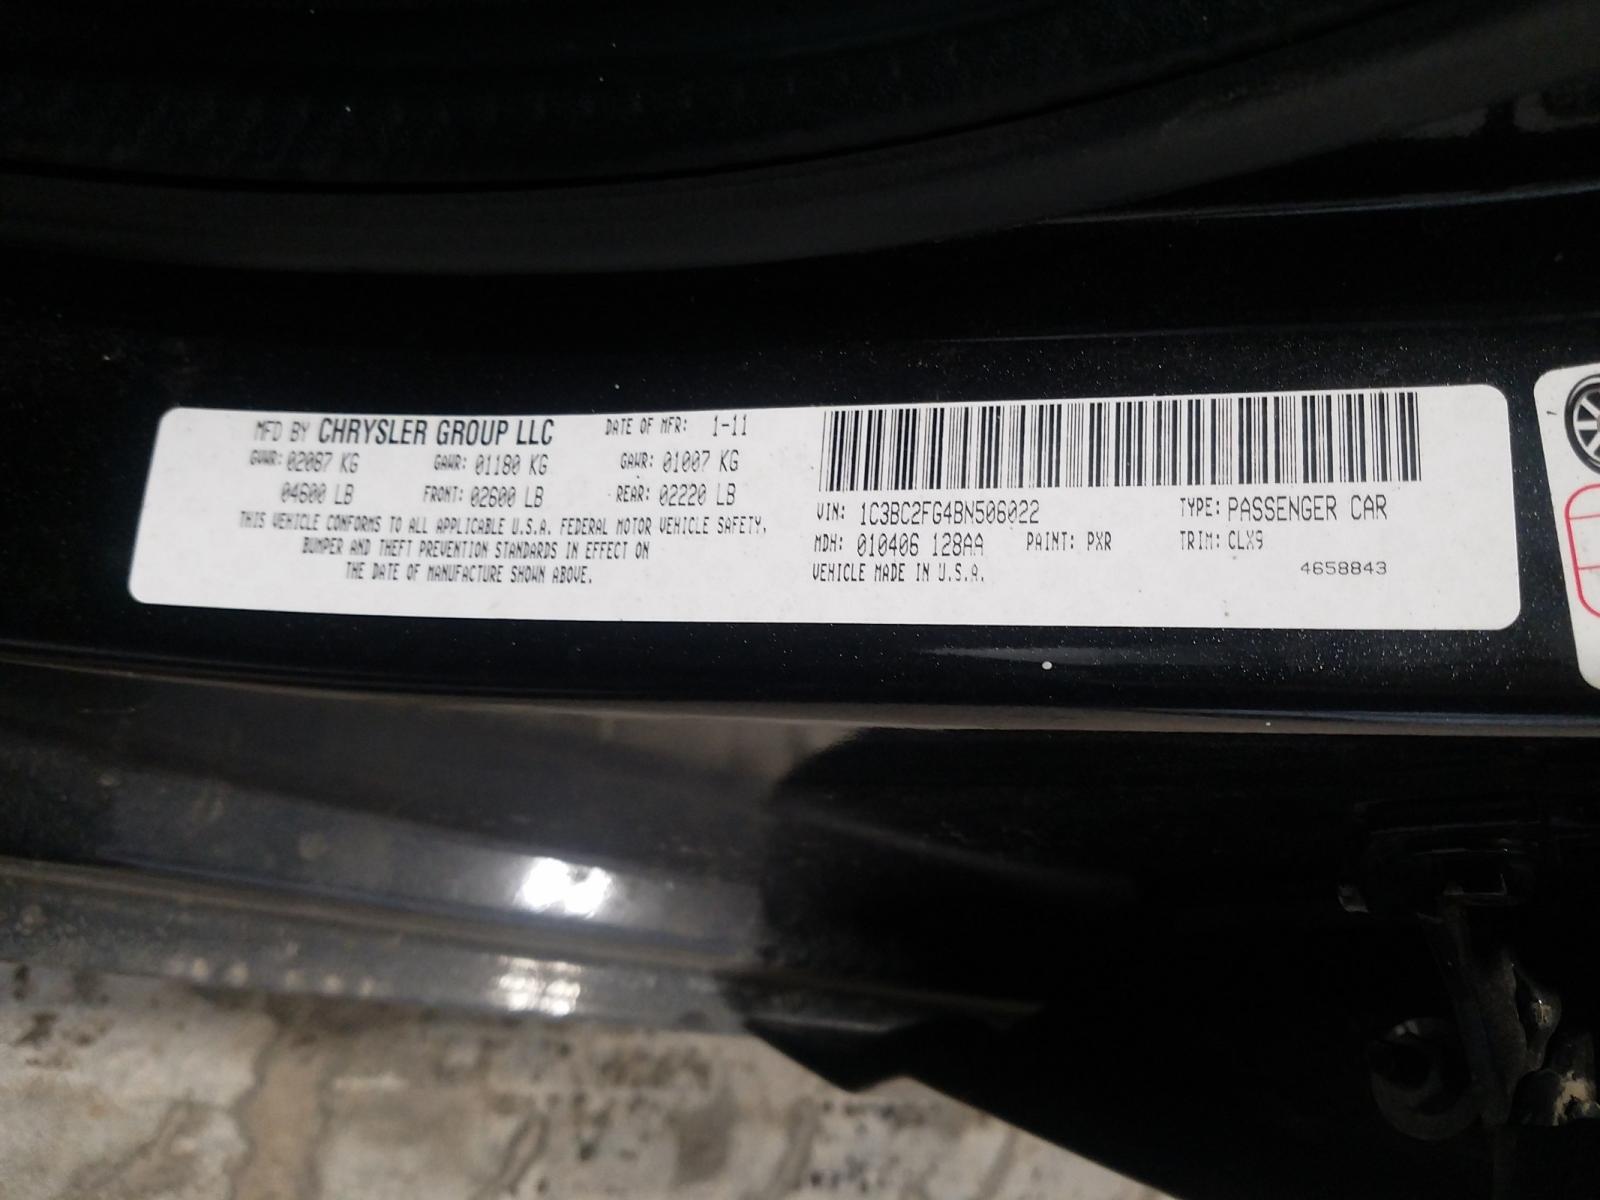 MFD BY CHRYSLER GROUP LLC DATE OF MFR: 1-11
GVWR: 02087 KG GAWR: 01180 KG GAWR: 01007 KG
04600 LB FRONT: 02600 LB REAR: 02220 LB
THIS VEHICLE CONFORMS TO ALL APPLICABLE U.S.A. FEDERAL MOTOR VEHICLE SAFETY,
BUMPER AND THEFT PREVENTION STANDARDS IN EFFECT ON
THE DATE OF MANUFACTURE SHOWN ABOVE.
VIN: 1C3BC2FG4BN506022 TYPE: PASSENGER CAR
MDH: 010406 128AA PAINT: PXR TRIM: CLX9
VEHICLE MADE IN U.S.A. 4658843